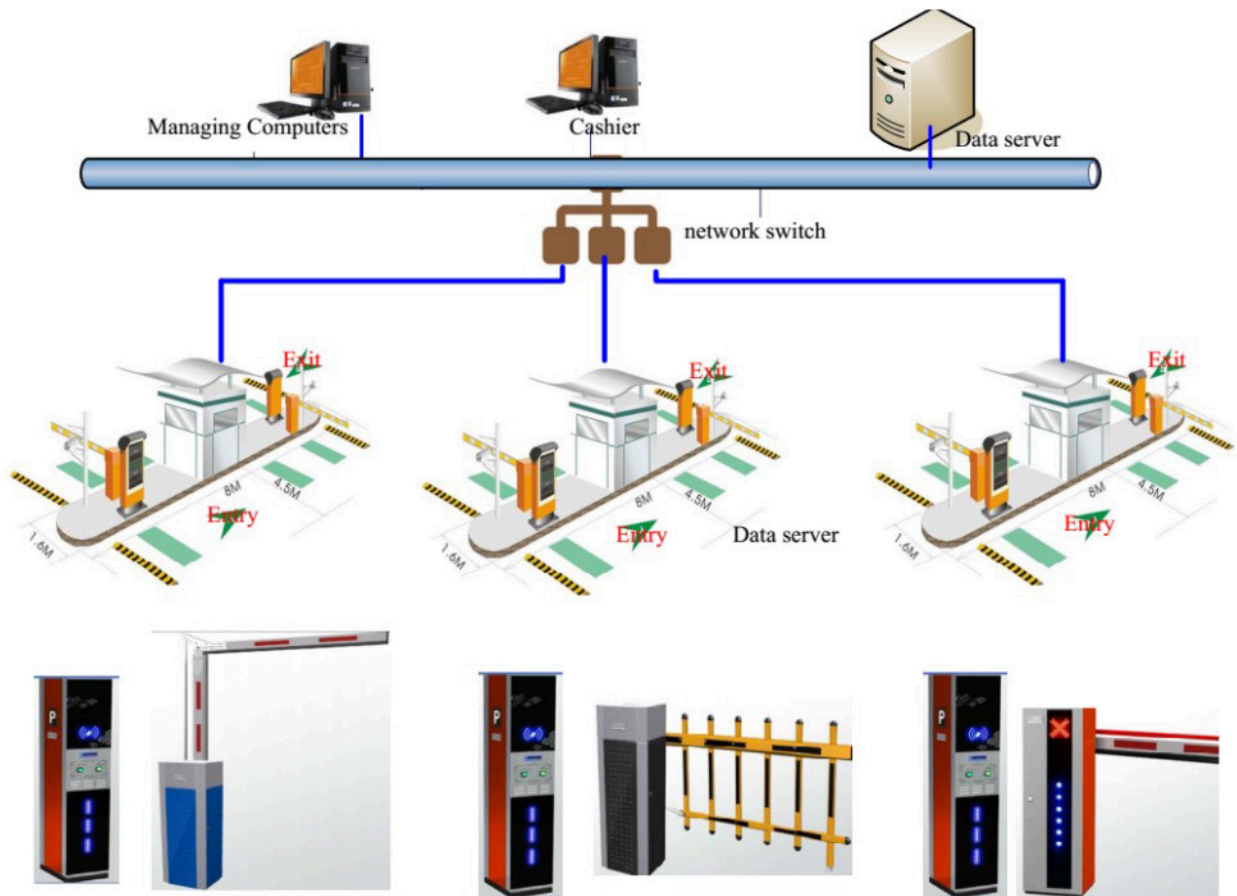 Managing Computers
Cashier
Data server
network switch
Exit
Exit
Exit
8M
4.5M
Entry
1.6M
8M
4.5M
Entry
Data server
1.6M
8M
4.5M
Entry
1.6M
P
P
P